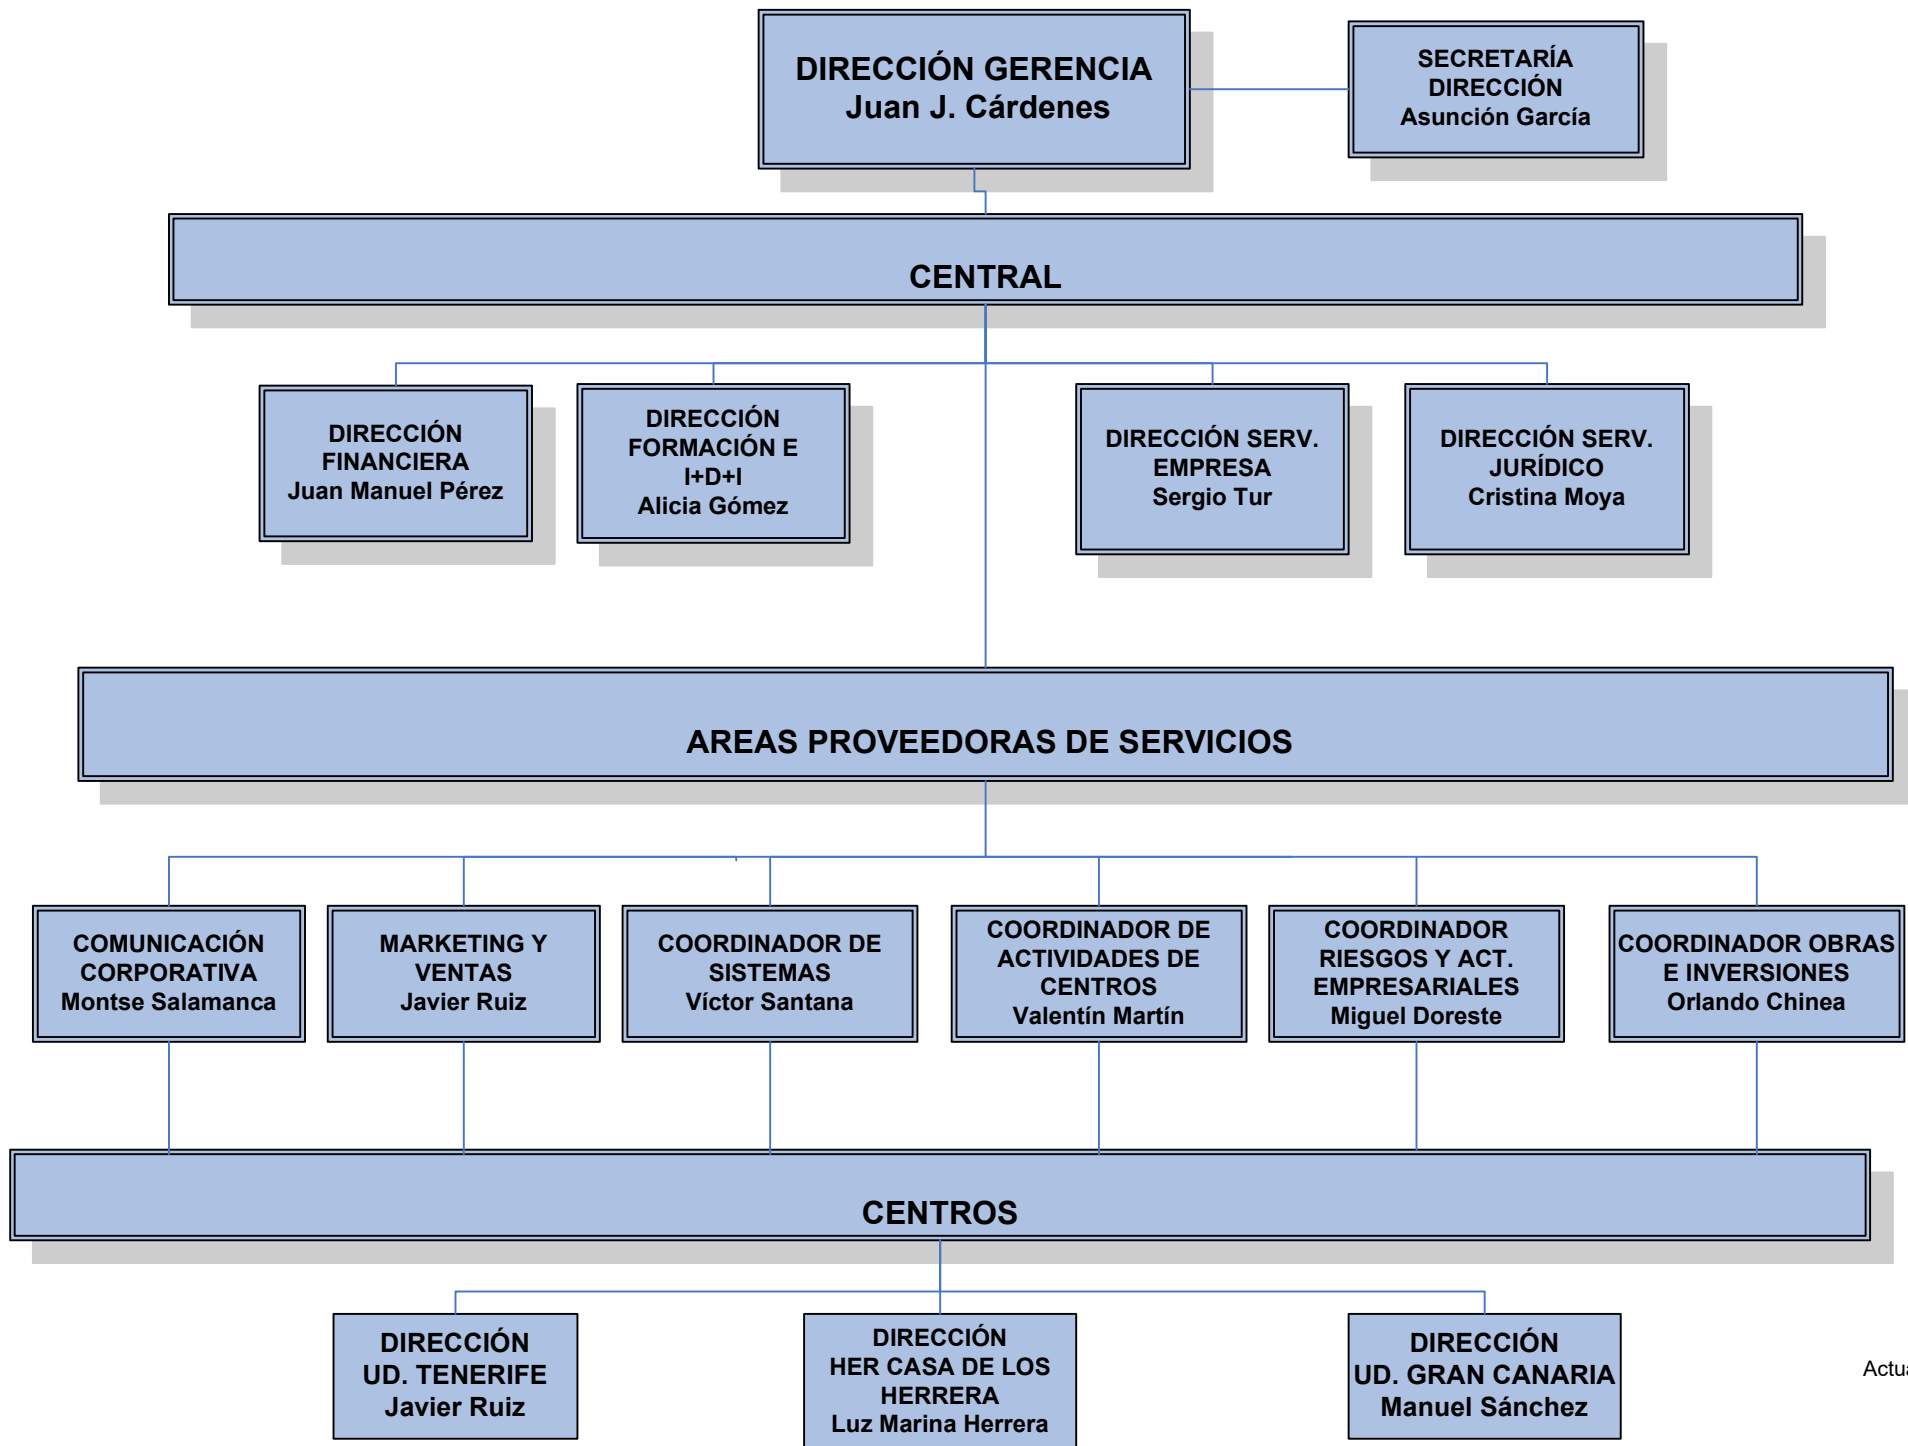 DIRECCIÓN GERENCIA
Juan J. Cárdenes
SECRETARÍA
DIRECCIÓN
Asunción García
CENTRAL
DIRECCIÓN
FINANCIERA
Juan Manuel Pérez
DIRECCIÓN
FORMACIÓN E
I+D+I
Alicia Gómez
DIRECCIÓN SERV.
EMPRESA
Sergio Tur
DIRECCIÓN SERV.
JURÍDICO
Cristina Moya
AREAS PROVEEDORAS DE SERVICIOS
COMUNICACIÓN
CORPORATIVA
Montse Salamanca
MARKETING Y
VENTAS
Javier Ruiz
COORDINADOR DE
SISTEMAS
Víctor Santana
COORDINADOR DE
ACTIVIDADES DE
CENTROS
Valentín Martín
COORDINADOR
RIESGOS Y ACT.
EMPRESARIALES
Miguel Doreste
COORDINADOR OBRAS
E INVERSIONES
Orlando Chinea
CENTROS
DIRECCIÓN
UD. TENERIFE
Javier Ruiz
DIRECCIÓN
HER CASA DE LOS
HERRERA
Luz Marina Herrera
DIRECCIÓN
UD. GRAN CANARIA
Manuel Sánchez